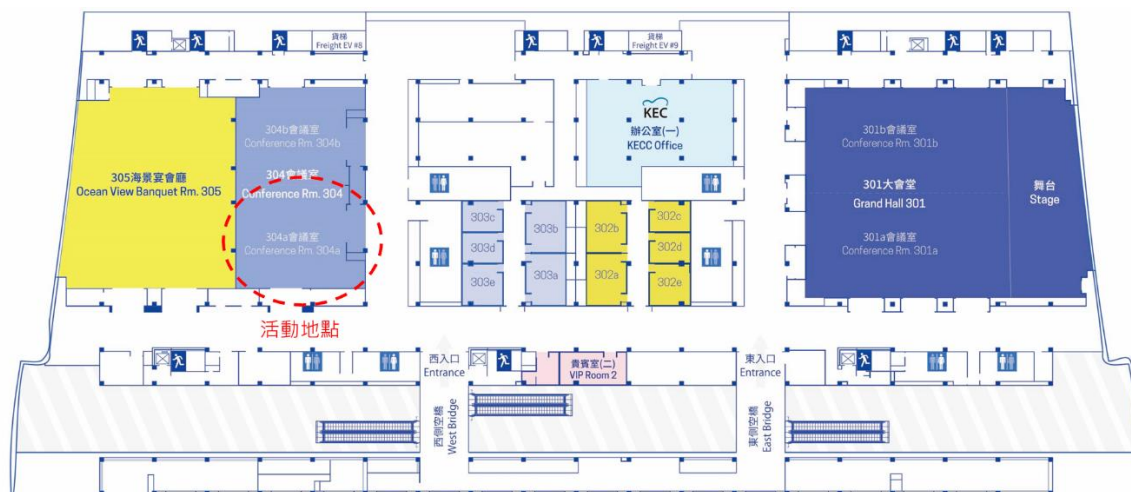 貨梯
Freight EV #8
貨梯
Freight EV #9
KEC
辦公室(一)
KECC Office
304b會議室
Conference Rm. 304b
305海景宴會廳
Ocean View Banquet Rm. 305
304會議室
Conference Rm. 304
304a會議室
Conference Rm. 304a
活動地點
303c
303d
303e
303b
303a
302b
302a
302c
302d
302e
301b會議室
Conference Rm. 301b
301大會堂
Grand Hall 301
301a會議室
Conference Rm. 301a
舞台
Stage
西入口
Entrance
貴賓室(二)
VIP Room 2
東入口
Entrance
西側空橋
West Bridge
東側空橋
East Bridge